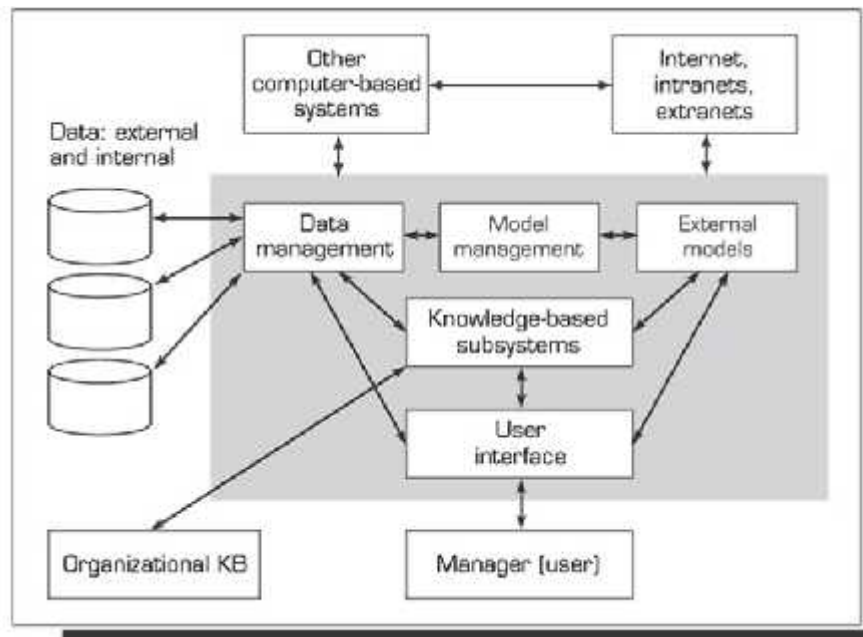 Other
computer-based
systems
Internet,
intranets,
extranets
Data: external
and internal
Data
management
Model
management
External
models
Knowledge-based
subsystems
User
interface
Organizational KB
Manager (user)